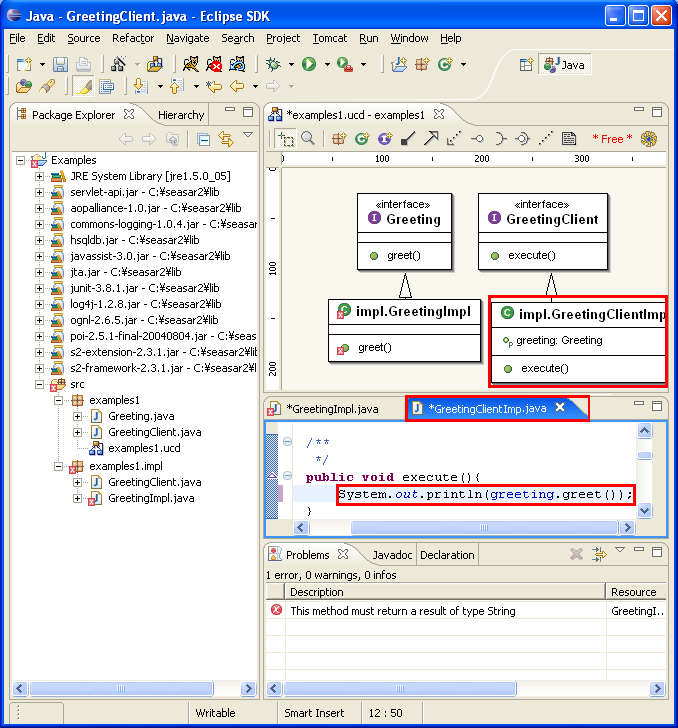 Java - GreetingClient.java - Eclipse SDK
File Edit Source Refactor Navigate Search Project Tomcat Run Window Help
Java
Package Explorer
Hierarchy
Examples
JRE System Library [jre1.5.0_05]
servlet-api.jar - C:¥seasar2¥lib
aopalliance-1.0.jar - C:¥seasar2¥lib
commons-logging-1.0.4.jar - C:¥seasar2¥lib
hsqldb.jar - C:¥seasar2¥lib
javassist-3.0.jar - C:¥seasar2¥lib
jta.jar - C:¥seasar2¥lib
junit-3.8.1.jar - C:¥seasar2¥lib
log4j-1.2.8.jar - C:¥seasar2¥lib
ognl-2.6.5.jar - C:¥seasar2¥lib
poi-2.5.1-final-20040804.jar - C:¥seasar2¥lib
s2-extension-2.3.1.jar - C:¥seasar2¥lib
s2-framework-2.3.1.jar - C:¥seasar2¥lib
src
examples1
Greeting.java
GreetingClient.java
examples1.ucd
examples1.impl
GreetingClient.java
GreetingImpl.java
*examples1.ucd - examples1
* Free *
0 100 200 300
100
200
«interface»
Greeting
greet()
«interface»
GreetingClient
execute()
impl.GreetingImpl
greet()
impl.GreetingClientImp
greeting: Greeting
execute()
*GreetingImpl.java
*GreetingClientImp.java
/**
*/
public void execute(){
System.out.println(greeting.greet());
}
Problems
Javadoc
Declaration
1 error, 0 warnings, 0 infos
Description Resource
This method must return a result of type String GreetingI...
Writable Smart Insert 12 : 50